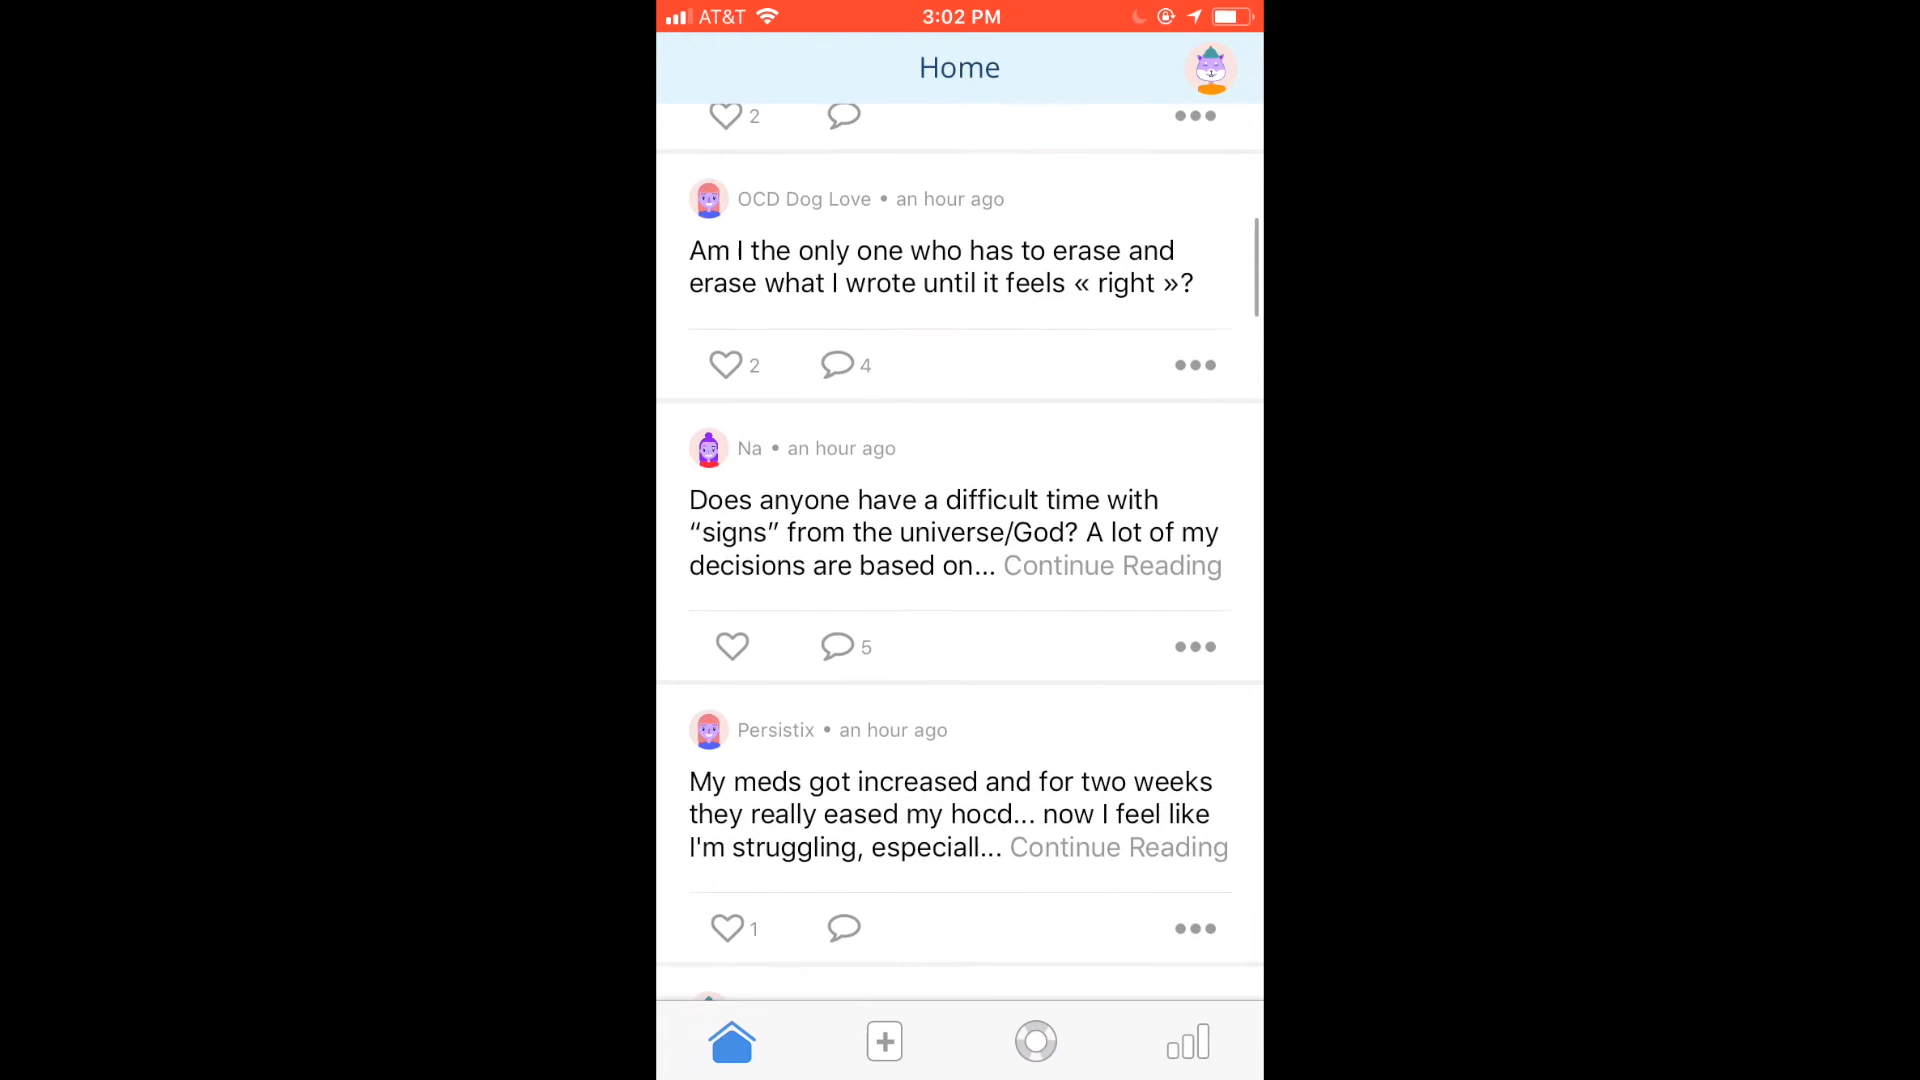 AT&T 3:02 PM
Home
2
OCD Dog Love • an hour ago
Am I the only one who has to erase and
erase what I wrote until it feels « right »?
2 4
Na • an hour ago
Does anyone have a difficult time with
“signs” from the universe/God? A lot of my
decisions are based on... Continue Reading
5
Persistix • an hour ago
My meds got increased and for two weeks
they really eased my hocd... now I feel like
I'm struggling, especiall... Continue Reading
1